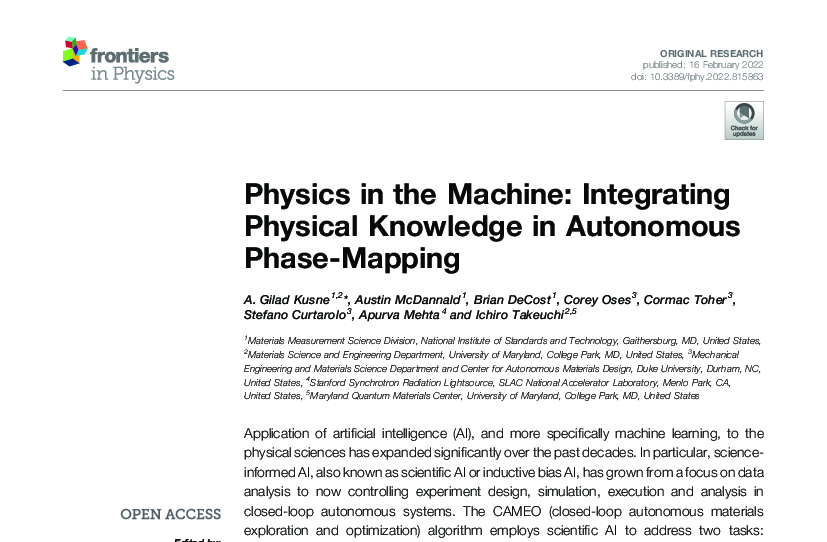 frontiers
in Physics
ORIGINAL RESEARCH
published: 16 February 2022
doi: 10.3389/fphy.2022.815863
Check for
updates
Physics in the Machine: Integrating
Physical Knowledge in Autonomous
Phase-Mapping
A. Gilad Kusne1,2*, Austin McDannald1, Brian DeCost1, Corey Oses3, Cormac Toher3,
Stefano Curtarolo3, Apurva Mehta4 and Ichiro Takeuchi2,5
1Materials Measurement Science Division, National Institute of Standards and Technology, Gaithersburg, MD, United States,
2Materials Science and Engineering Department, University of Maryland, College Park, MD, United States, 3Mechanical
Engineering and Materials Science Department and Center for Autonomous Materials Design, Duke University, Durham, NC,
United States, 4Stanford Synchrotron Radiation Lightsource, SLAC National Accelerator Laboratory, Menlo Park, CA,
United States, 5Maryland Quantum Materials Center, University of Maryland, College Park, MD, United States
Application of artificial intelligence (AI), and more specifically machine learning, to the
physical sciences has expanded significantly over the past decades. In particular, science-
informed AI, also known as scientific AI or inductive bias AI, has grown from a focus on data
analysis to now controlling experiment design, simulation, execution and analysis in
closed-loop autonomous systems. The CAMEO (closed-loop autonomous materials
exploration and optimization) algorithm employs scientific AI to address two tasks:
OPEN ACCESS
Edited by: